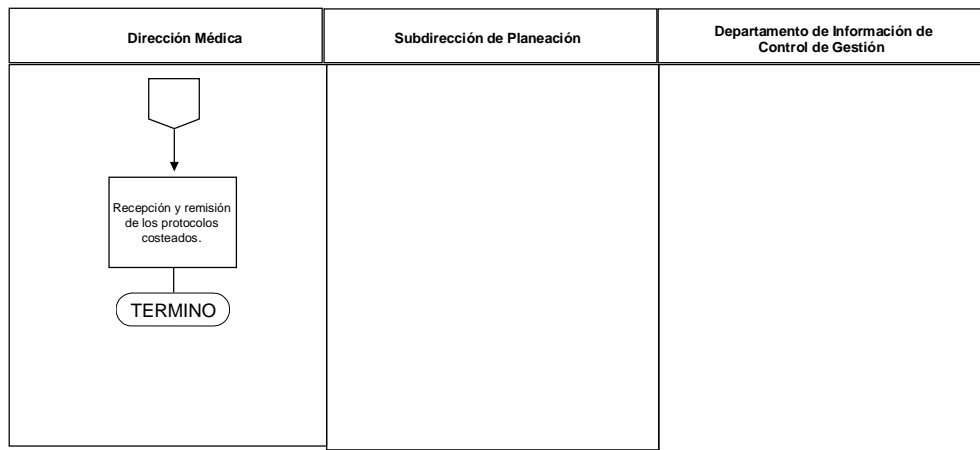 Dirección Médica
Subdirección de Planeación
Departamento de Información de
Control de Gestión
Recepción y remisión
de los protocolos
costeados.
TERMINO